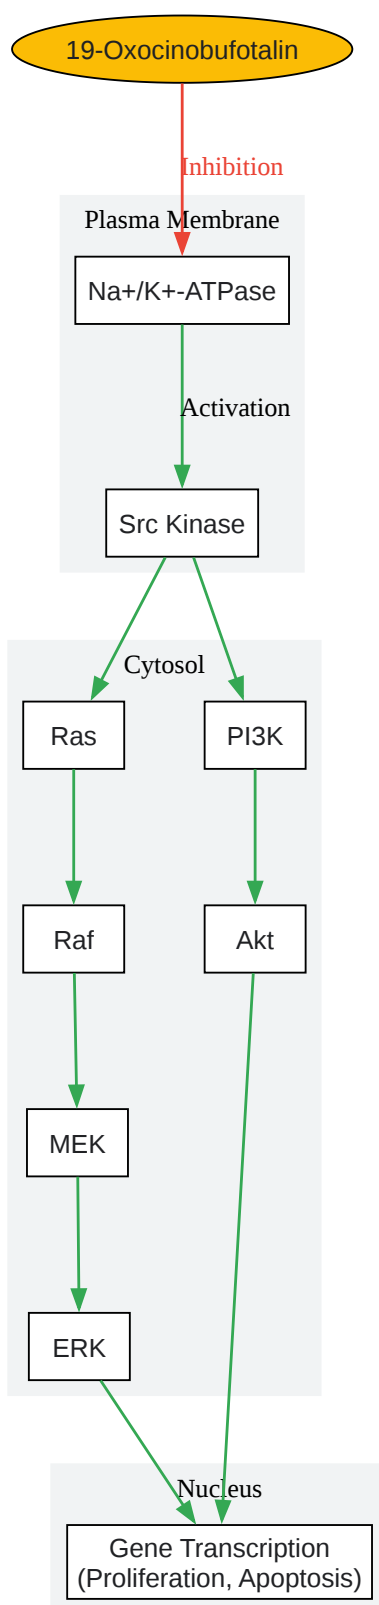 19-Oxocinobufotalin
Inhibition
Plasma Membrane
Na+/K+-ATPase
Activation
Src Kinase
Cytosol
Ras
PI3K
Raf
Akt
MEK
ERK
Nucleus
Gene Transcription
(Proliferation, Apoptosis)